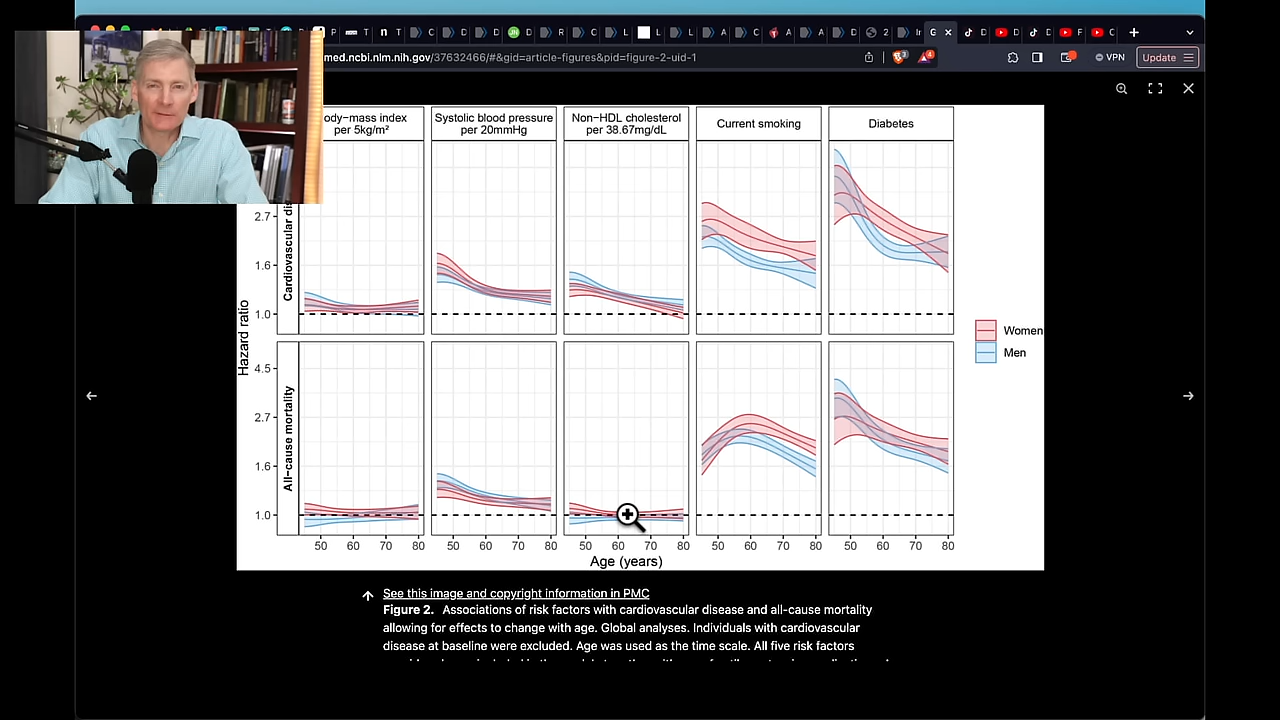 med.ncbi.nlm.nih.gov/37632466/#&gid=article-figures&pid=figure-2-uid-1
VPN
Update
ody-mass index
per 5kg/m²
Systolic blood pressure
per 20mmHg
Non-HDL cholesterol
per 38.67mg/dL
Current smoking
Diabetes
Hazard ratio
Cardiovascular di
2.7
1.6
1.0
All-cause mortality
4.5
2.7
1.6
1.0
Women
Men
50 60 70 80 50 60 70 80 50 60 70 80 50 60 70 80 50 60 70 80
Age (years)
See this image and copyright information in PMC
Figure 2. Associations of risk factors with cardiovascular disease and all-cause mortality
allowing for effects to change with age. Global analyses. Individuals with cardiovascular
disease at baseline were excluded. Age was used as the time scale. All five risk factors